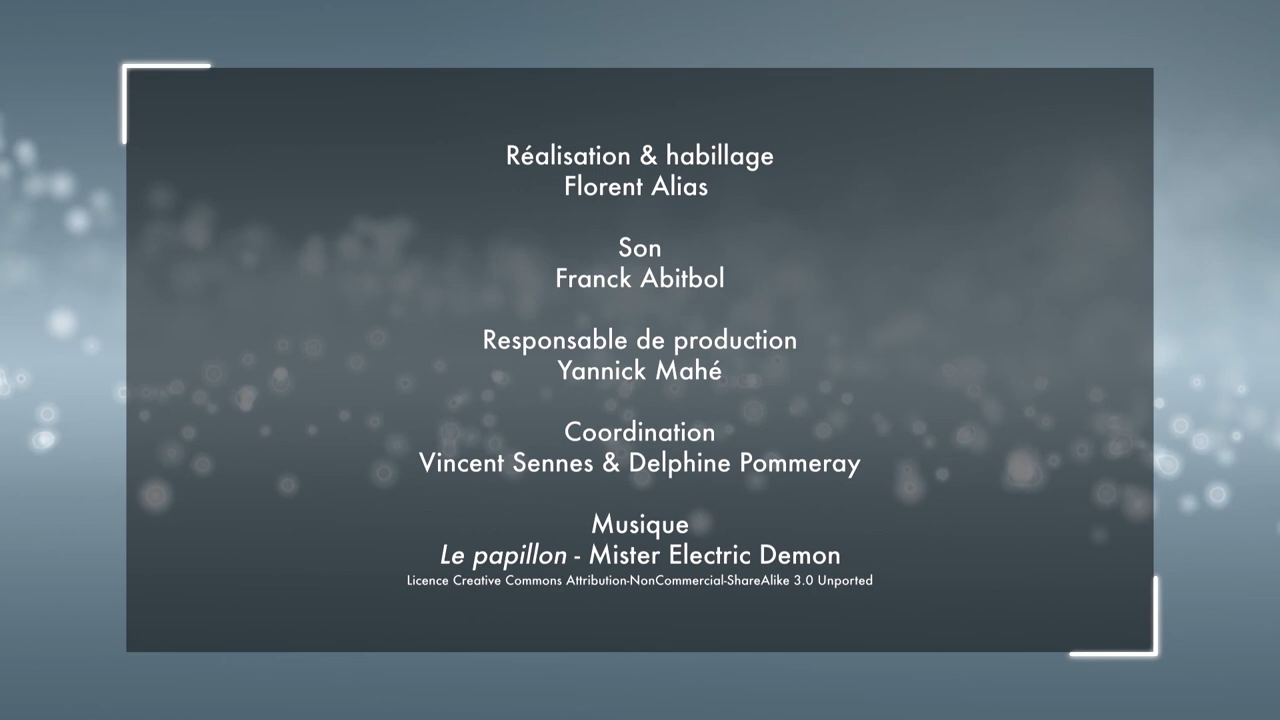 Réalisation & habillage
Florent Alias
Son
Franck Abitbol
Responsable de production
Yannick Mahé
Coordination
Vincent Sennes & Delphine Pommeray
Musique
Le papillon - Mister Electric Demon
Licence Creative Commons Attribution-NonCommercial-ShareAlike 3.0 Unported